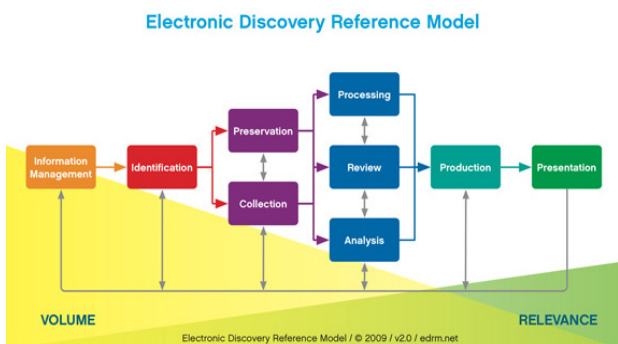 Electronic Discovery Reference Model
Processing
Preservation
Information
Management
Identification
Review
Production
Presentation
Collection
Analysis
VOLUME
RELEVANCE
Electronic Discovery Reference Model / © 2009 / v2.0 / edrm.net